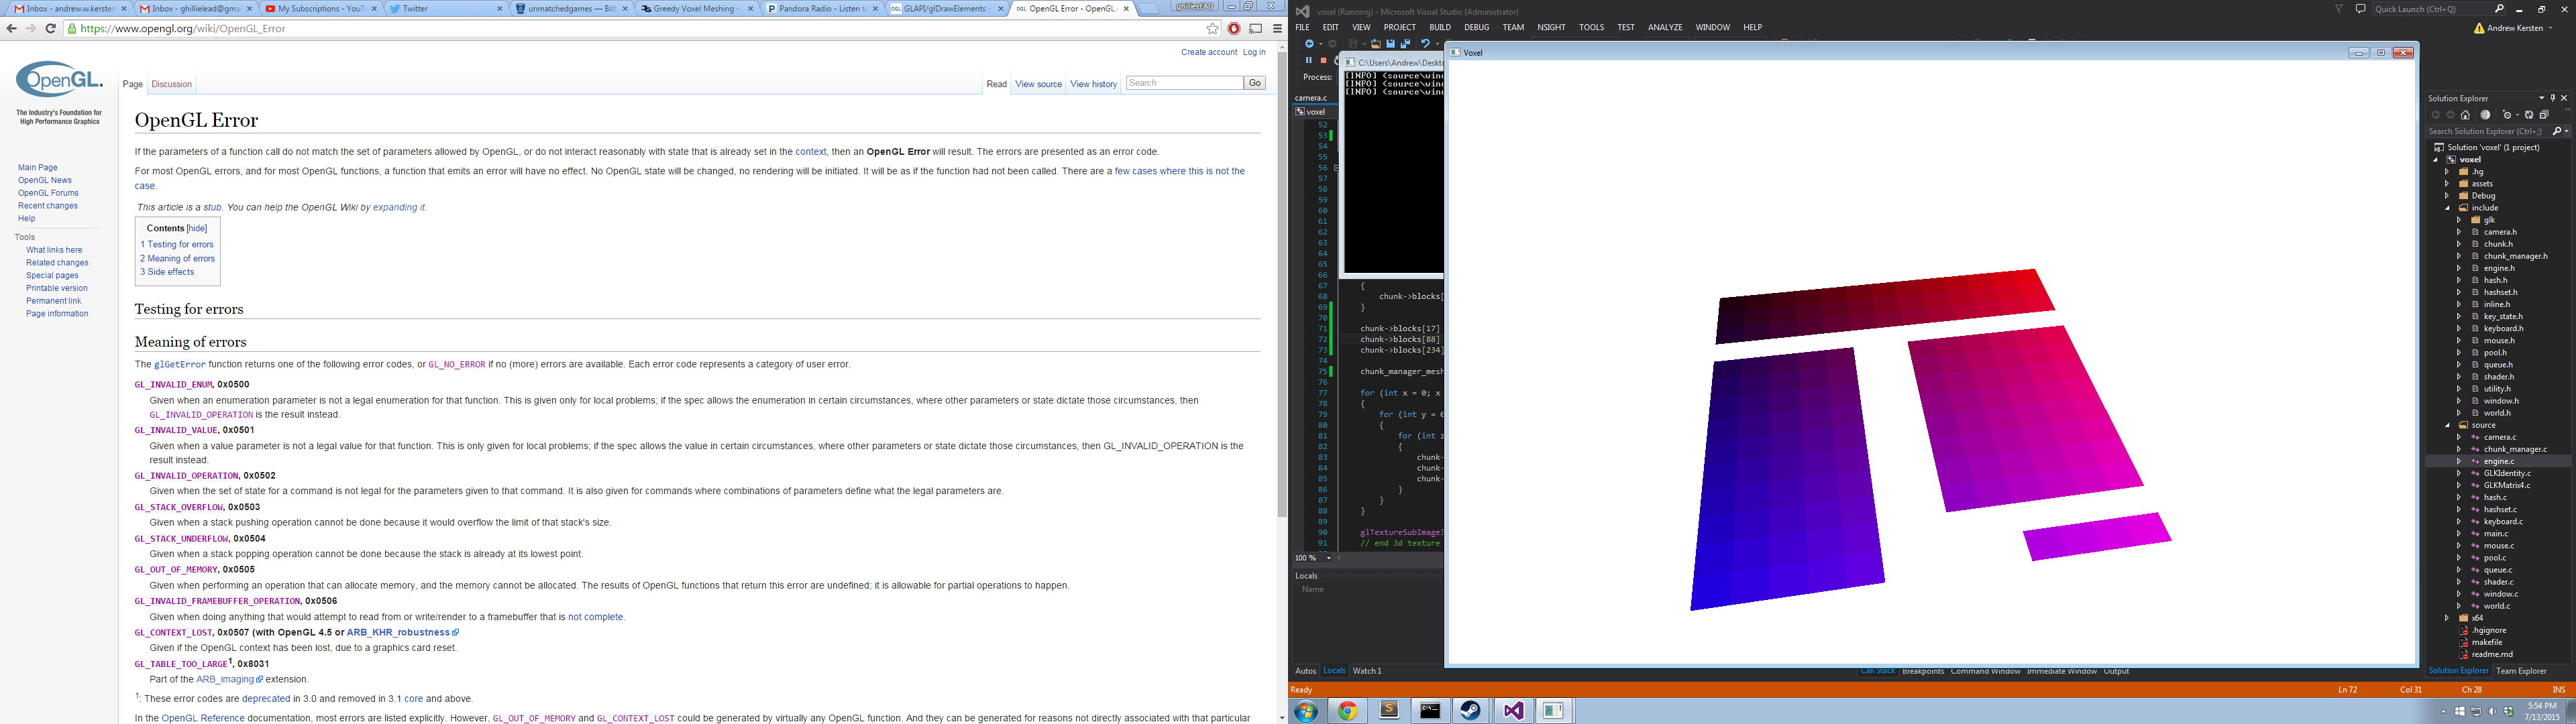 Inbox - andrew.w.kersten
Inbox - ghillielead@gma
My Subscriptions - YouT
Twitter
unmatchedgames — Bitb
Greedy Voxel Meshing -
Pandora Radio - Listen to
GLAPI/glDrawElements -
OpenGL Error - OpenGL
ghillieLEAD
https://www.opengl.org/wiki/OpenGL_Error
Create account Log in
OpenGL.
The Industry's Foundation for
High Performance Graphics
Page Discussion
Read View source View history
Search
Go
Main Page
OpenGL News
OpenGL Forums
Recent changes
Help
Tools
What links here
Related changes
Special pages
Printable version
Permanent link
Page information
OpenGL Error
If the parameters of a function call do not match the set of parameters allowed by OpenGL, or do not interact reasonably with state that is already set in the context, then an OpenGL Error will result. The errors are presented as an error code.
For most OpenGL errors, and for most OpenGL functions, a function that emits an error will have no effect. No OpenGL state will be changed, no rendering will be initiated. It will be as if the function had not been called. There are a few cases where this is not the
case.
This article is a stub. You can help the OpenGL Wiki by expanding it.
Contents [hide]
1 Testing for errors
2 Meaning of errors
3 Side effects
Testing for errors
Meaning of errors
The glGetError function returns one of the following error codes, or GL_NO_ERROR if no (more) errors are available. Each error code represents a category of user error.
GL_INVALID_ENUM, 0x0500
Given when an enumeration parameter is not a legal enumeration for that function. This is given only for local problems; if the spec allows the enumeration in certain circumstances, where other parameters or state dictate those circumstances, then
GL_INVALID_OPERATION is the result instead.
GL_INVALID_VALUE, 0x0501
Given when a value parameter is not a legal value for that function. This is only given for local problems; if the spec allows the value in certain circumstances, where other parameters or state dictate those circumstances, then GL_INVALID_OPERATION is the
result instead.
GL_INVALID_OPERATION, 0x0502
Given when the set of state for a command is not legal for the parameters given to that command. It is also given for commands where combinations of parameters define what the legal parameters are.
GL_STACK_OVERFLOW, 0x0503
Given when a stack pushing operation cannot be done because it would overflow the limit of that stack's size.
GL_STACK_UNDERFLOW, 0x0504
Given when a stack popping operation cannot be done because the stack is already at its lowest point.
GL_OUT_OF_MEMORY, 0x0505
Given when performing an operation that can allocate memory, and the memory cannot be allocated. The results of OpenGL functions that return this error are undefined; it is allowable for partial operations to happen.
GL_INVALID_FRAMEBUFFER_OPERATION, 0x0506
Given when doing anything that would attempt to read from or write/render to a framebuffer that is not complete.
GL_CONTEXT_LOST, 0x0507 (with OpenGL 4.5 or ARB_KHR_robustness
Given if the OpenGL context has been lost, due to a graphics card reset.
GL_TABLE_TOO_LARGE1, 0x8031
Part of the ARB_imaging extension.
1: These error codes are deprecated in 3.0 and removed in 3.1 core and above.
In the OpenGL Reference documentation, most errors are listed explicitly. However, GL_OUT_OF_MEMORY and GL_CONTEXT_LOST could be generated by virtually any OpenGL function. And they can be generated for reasons not directly associated with that particular
voxel (Running) - Microsoft Visual Studio (Administrator)
Quick Launch (Ctrl+Q)
FILE EDIT VIEW PROJECT BUILD DEBUG TEAM NSIGHT TOOLS TEST ANALYZE WINDOW HELP
Andrew Kersten
Process:
camera.c
voxel
C:\Users\Andrew\Deskto
[INFO] (source\wind
[INFO] (source\wind
[INFO] (source\wind
Voxel
52
53
54
55
56
57
58
59
60
61
62
63
64
65
66
67 {
68 chunk->blocks[
69 }
70
71 chunk->blocks[17]
72 chunk->blocks[88]
73 chunk->blocks[234]
74
75 chunk_manager_mesh
76
77 for (int x = 0; x
78 {
79 for (int y = 0
80 {
81 for (int z
82 {
83 chunk-
84 chunk-
85 chunk-
86 }
87 }
88 }
89
90 glTextureSubImage3
91 // end 3d texture
100 %
Locals
Name
Autos Locals Watch 1
Call Stack Breakpoints Command Window Immediate Window Output
Solution Explorer
Search Solution Explorer (Ctrl+;)
Solution 'voxel' (1 project)
voxel
.hg
assets
Debug
include
glk
camera.h
chunk.h
chunk_manager.h
engine.h
hash.h
hashset.h
inline.h
key_state.h
keyboard.h
mouse.h
pool.h
queue.h
shader.h
utility.h
window.h
world.h
source
camera.c
chunk_manager.c
engine.c
GLKIdentity.c
GLKMatrix4.c
hash.c
hashset.c
keyboard.c
main.c
mouse.c
pool.c
queue.c
shader.c
window.c
world.c
x64
.hgignore
makefile
readme.md
Solution Explorer Team Explorer
Ready
Ln 72 Col 31 Ch 28 INS
5:54 PM
7/13/2015